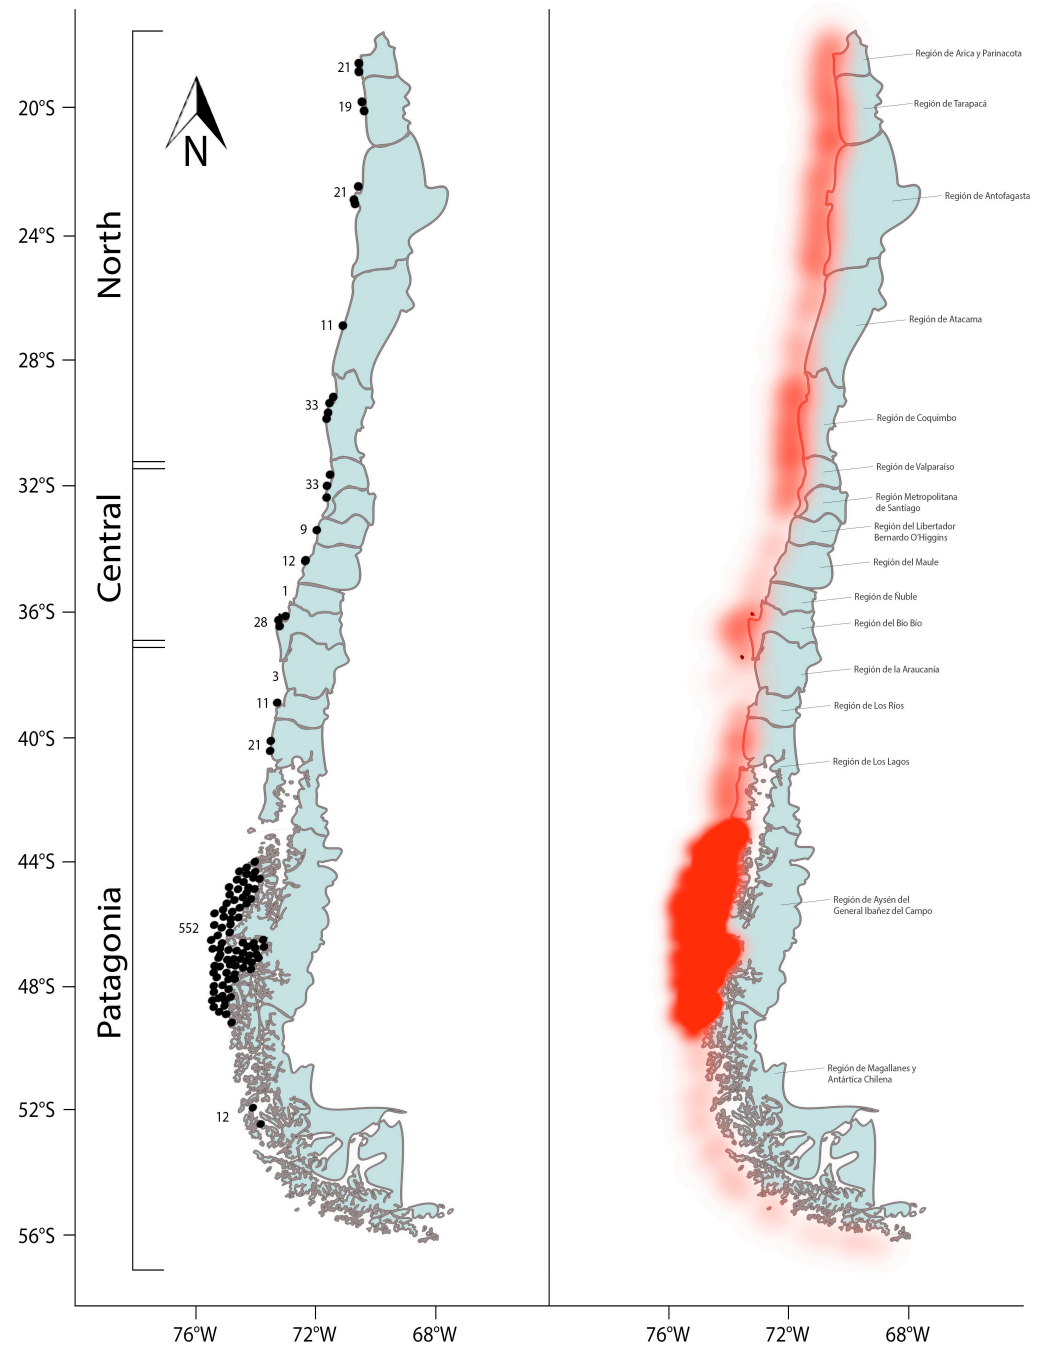 N
20°S
24°S
28°S
32°S
36°S
40°S
44°S
48°S
52°S
56°S
North
Central
Patagonia
21
19
21
11
33
33
9
12
1
28
3
11
21
552
12
Región de Arica y Parinacota
Región de Tarapacá
Región de Antofagasta
Región de Atacama
Región de Coquimbo
Región de Valparaíso
Región Metropolitana
de Santiago
Región del Libertador
Bernardo O'Higgins
Región del Maule
Región de Ñuble
Región del Bío Bío
Región de la Araucanía
Región de Los Ríos
Región de Los Lagos
Región de Aysén del
General Ibañez del Campo
Región de Magallanes y
Antártica Chilena
76°W
72°W
68°W
76°W
72°W
68°W